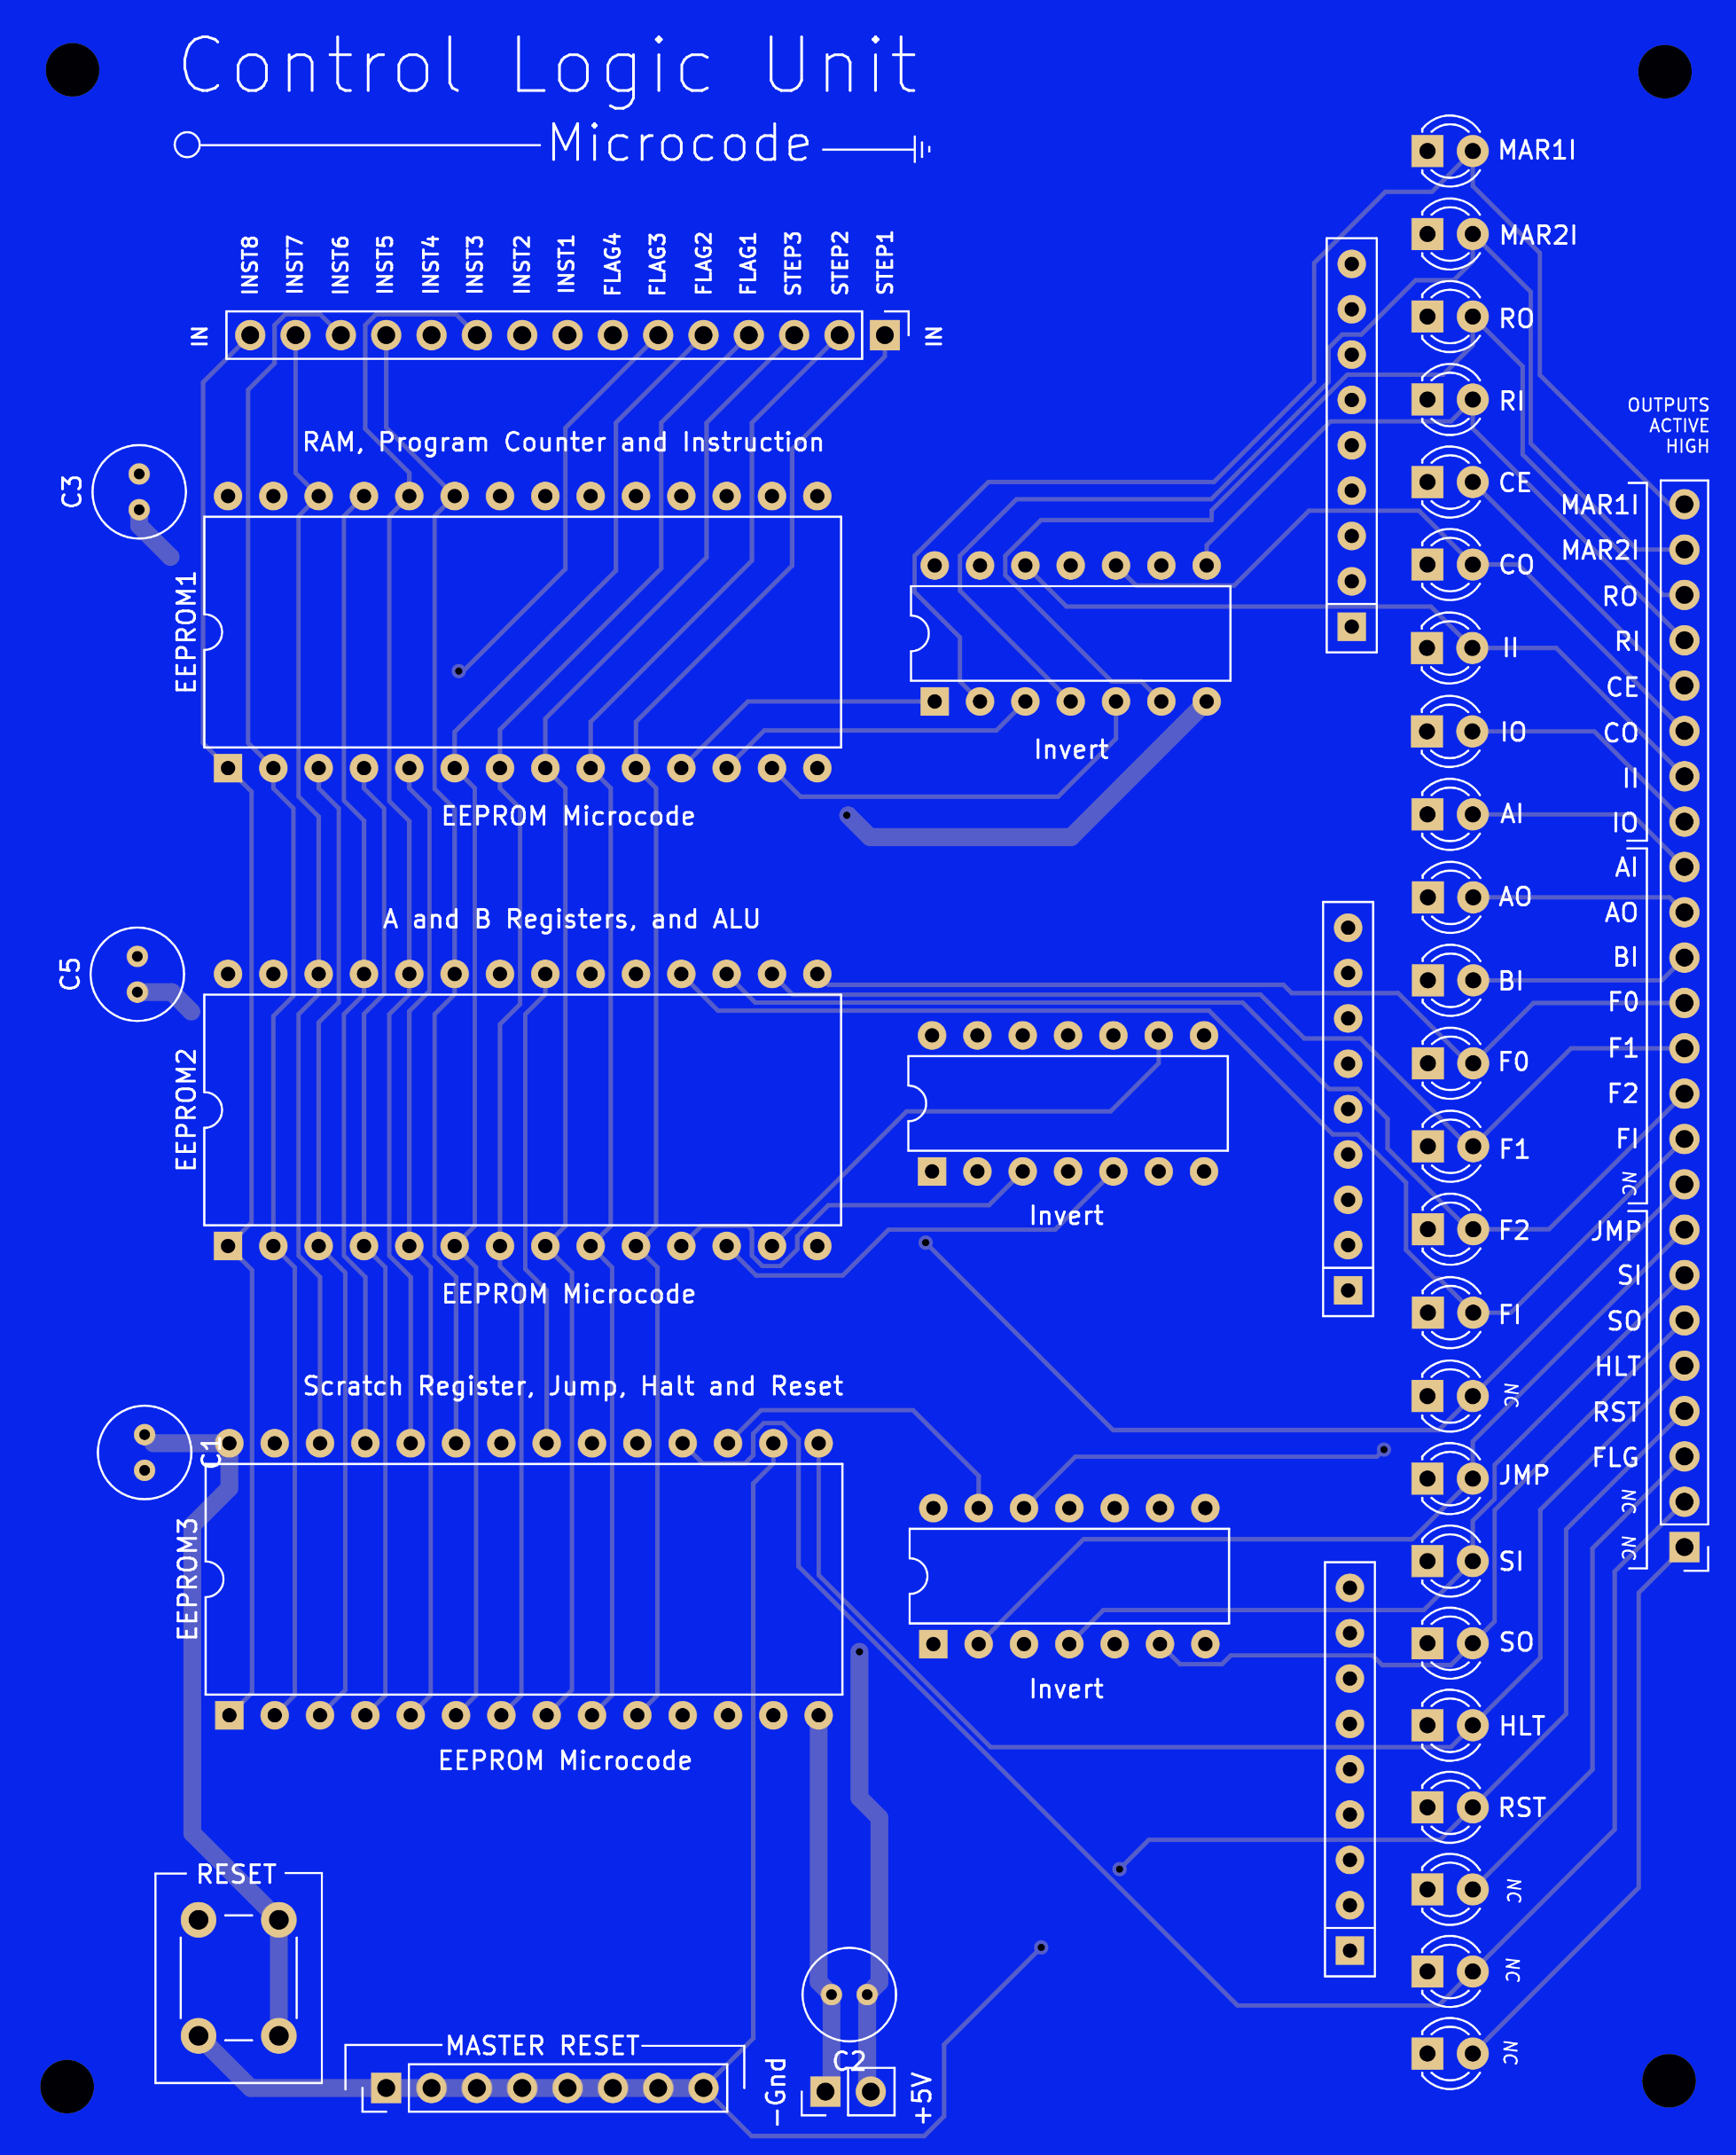 Control Logic Unit
Microcode
INST8
INST7
INST6
INST5
INST4
INST3
INST2
INST1
FLAG4
FLAG3
FLAG2
FLAG1
STEP3
STEP2
STEP1
IN
IN
RAM, Program Counter and Instruction
C3
EEPROM1
EEPROM Microcode
Invert
A and B Registers, and ALU
C5
EEPROM2
EEPROM Microcode
Invert
Scratch Register, Jump, Halt and Reset
C1
EEPROM3
EEPROM Microcode
Invert
RESET
MASTER RESET
-Gnd
C2
+5V
MAR1I
MAR2I
RO
RI
CE
CO
II
IO
AI
AO
BI
F0
F1
F2
FI
NC
JMP
SI
SO
HLT
RST
NC
NC
NC
OUTPUTS
ACTIVE
HIGH
MAR1I
MAR2I
RO
RI
CE
CO
II
IO
AI
AO
BI
F0
F1
F2
FI
NC
JMP
SI
SO
HLT
RST
FLG
NC
NC